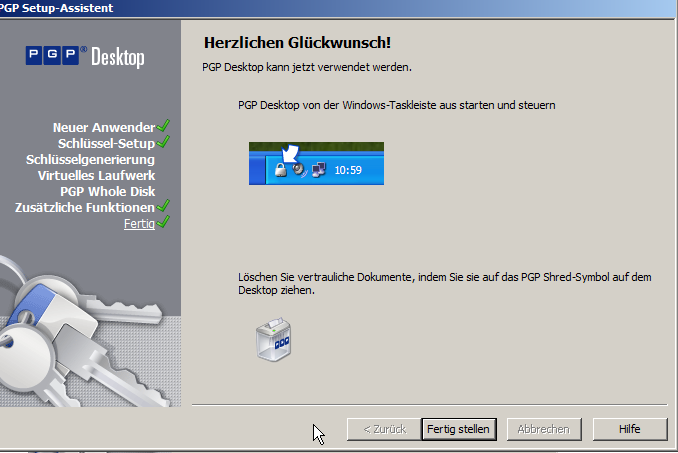 PGP Setup-Assistent
PGP® Desktop
Neuer Anwender
Schlüssel-Setup
Schlüsselgenerierung
Virtuelles Laufwerk
PGP Whole Disk
Zusätzliche Funktionen
Fertig
Herzlichen Glückwunsch!
PGP Desktop kann jetzt verwendet werden.
PGP Desktop von der Windows-Taskleiste aus starten und steuern
10:59
Löschen Sie vertrauliche Dokumente, indem Sie sie auf das PGP Shred-Symbol auf dem
Desktop ziehen.
PGP
< Zurück
Fertig stellen
Abbrechen
Hilfe